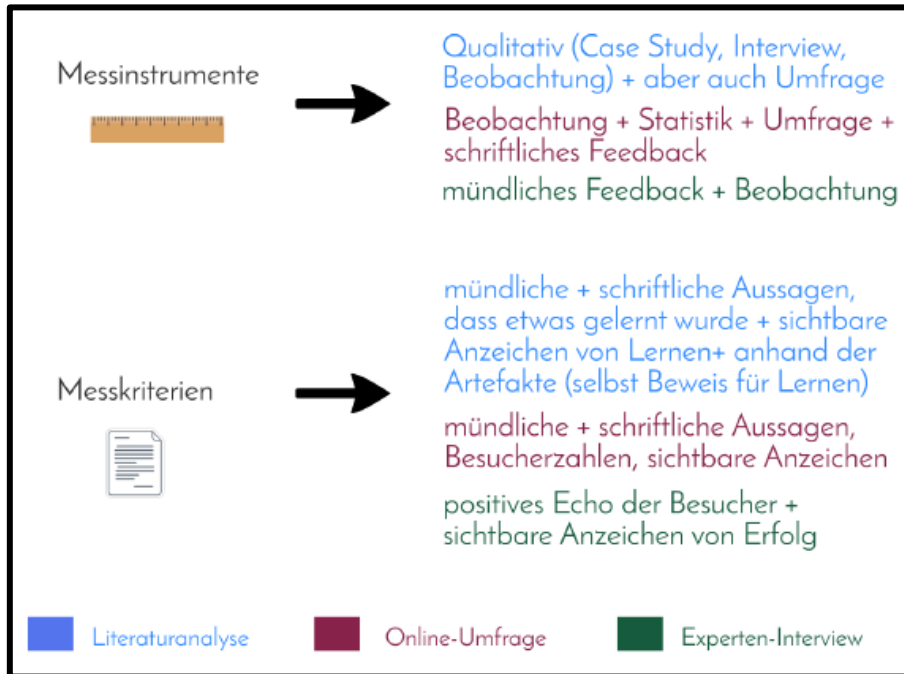 Messinstrumente
Qualitativ (Case Study, Interview,
Beobachtung) + aber auch Umfrage
Beobachtung + Statistik + Umfrage +
schriftliches Feedback
mündliches Feedback + Beobachtung
Messkriterien
mündliche + schriftliche Aussagen,
dass etwas gelernt wurde + sichtbare
Anzeichen von Lernen+ anhand der
Artefakte (selbst Beweis für Lernen)
mündliche + schriftliche Aussagen,
Besucherzahlen, sichtbare Anzeichen
positives Echo der Besucher +
sichtbare Anzeichen von Erfolg
Literaturanalyse
Online-Umfrage
Experten-Interview